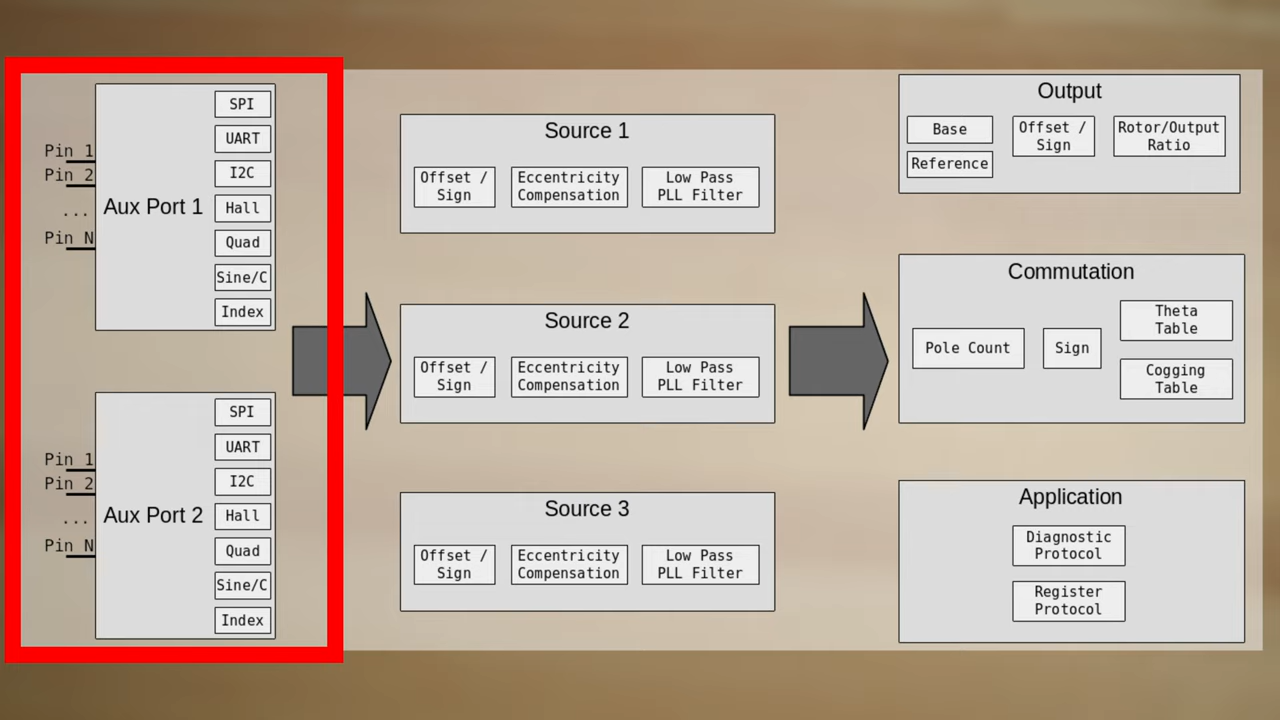 Pin 1
Pin 2
...
Pin N
Aux Port 1
SPI
UART
I2C
Hall
Quad
Sine/C
Index
Pin 1
Pin 2
...
Pin N
Aux Port 2
SPI
UART
I2C
Hall
Quad
Sine/C
Index
Source 1
Offset /
Sign
Eccentricity
Compensation
Low Pass
PLL Filter
Source 2
Offset /
Sign
Eccentricity
Compensation
Low Pass
PLL Filter
Source 3
Offset /
Sign
Eccentricity
Compensation
Low Pass
PLL Filter
Output
Base
Reference
Offset /
Sign
Rotor/Output
Ratio
Commutation
Pole Count
Sign
Theta
Table
Cogging
Table
Application
Diagnostic
Protocol
Register
Protocol